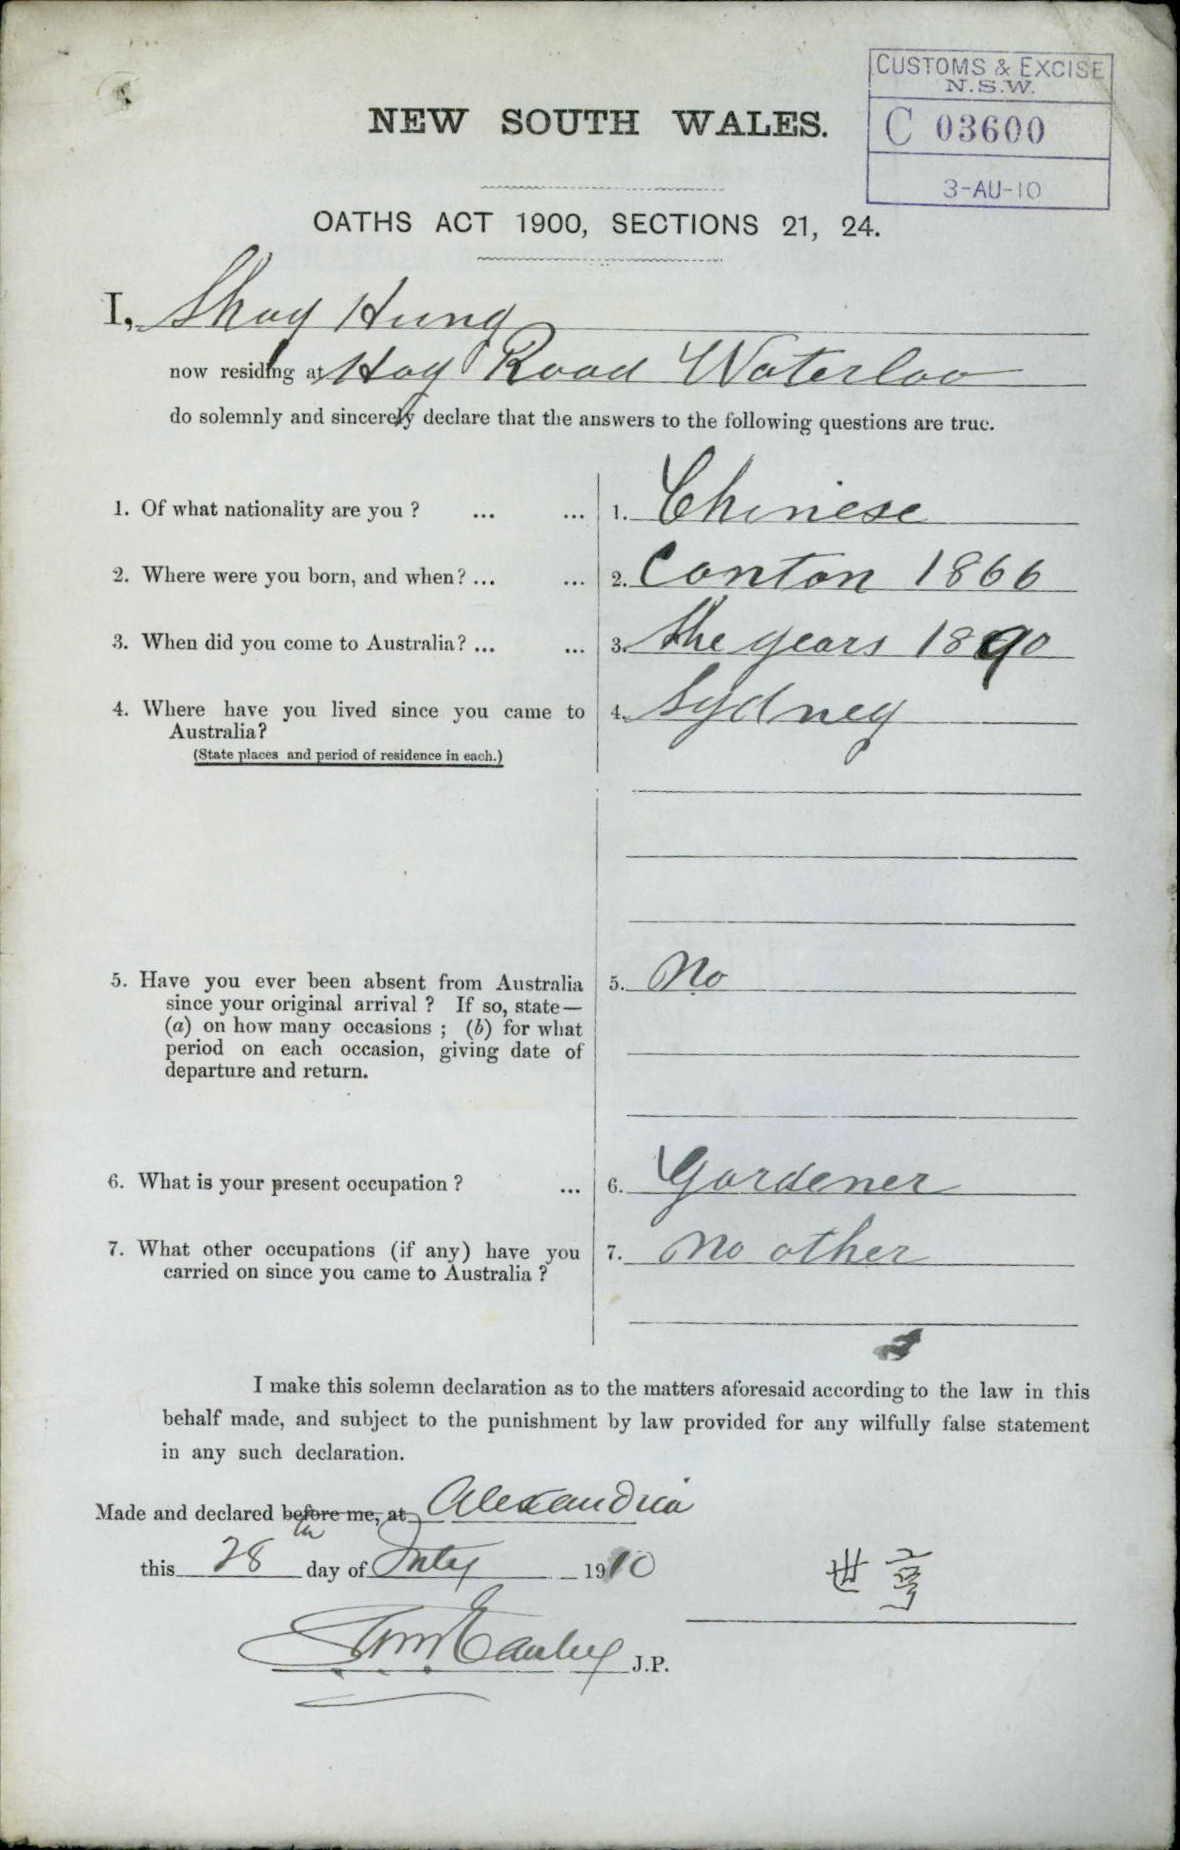 CUSTOMS & EXCISE
N.S.W.
C 03600
3-AU-10
NEW SOUTH WALES.
OATHS ACT 1900, SECTIONS 21, 24.
I, Shay Hung
now residing at Hay Road Waterloo
do solemnly and sincerely declare that the answers to the following questions are true.
1. Of what nationality are you ? ... ... 1. Chinese
2. Where were you born, and when? ... ... 2. Canton 1866
3. When did you come to Australia? ... ... 3. the years 1890
4. Where have you lived since you came to 4. Sydney
Australia?
(State places and period of residence in each.)
5. Have you ever been absent from Australia 5. No
since your original arrival ? If so, state—
(a) on how many occasions ; (b) for what
period on each occasion, giving date of
departure and return.
6. What is your present occupation ? ... 6. Gardener
7. What other occupations (if any) have you 7. no other
carried on since you came to Australia ?
I make this solemn declaration as to the matters aforesaid according to the law in this
behalf made, and subject to the punishment by law provided for any wilfully false statement
in any such declaration.
Made and declared before me, at Alexandria
this 28th day of July 1910
世亨
J.P.